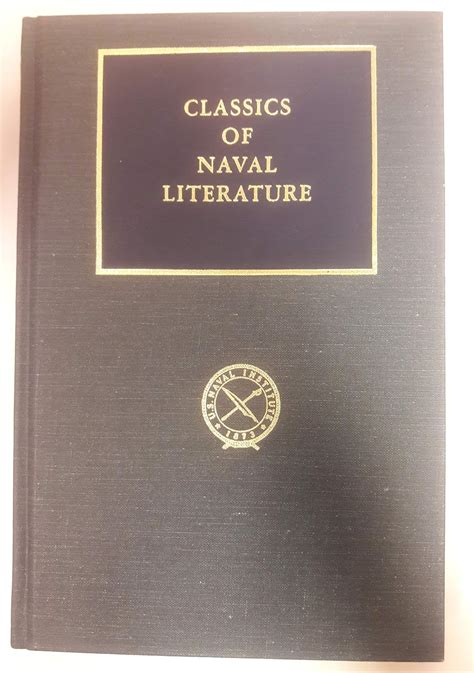 CLASSICS
OF
NAVAL
LITERATURE
U.S. NAVAL INSTITUTE
1873